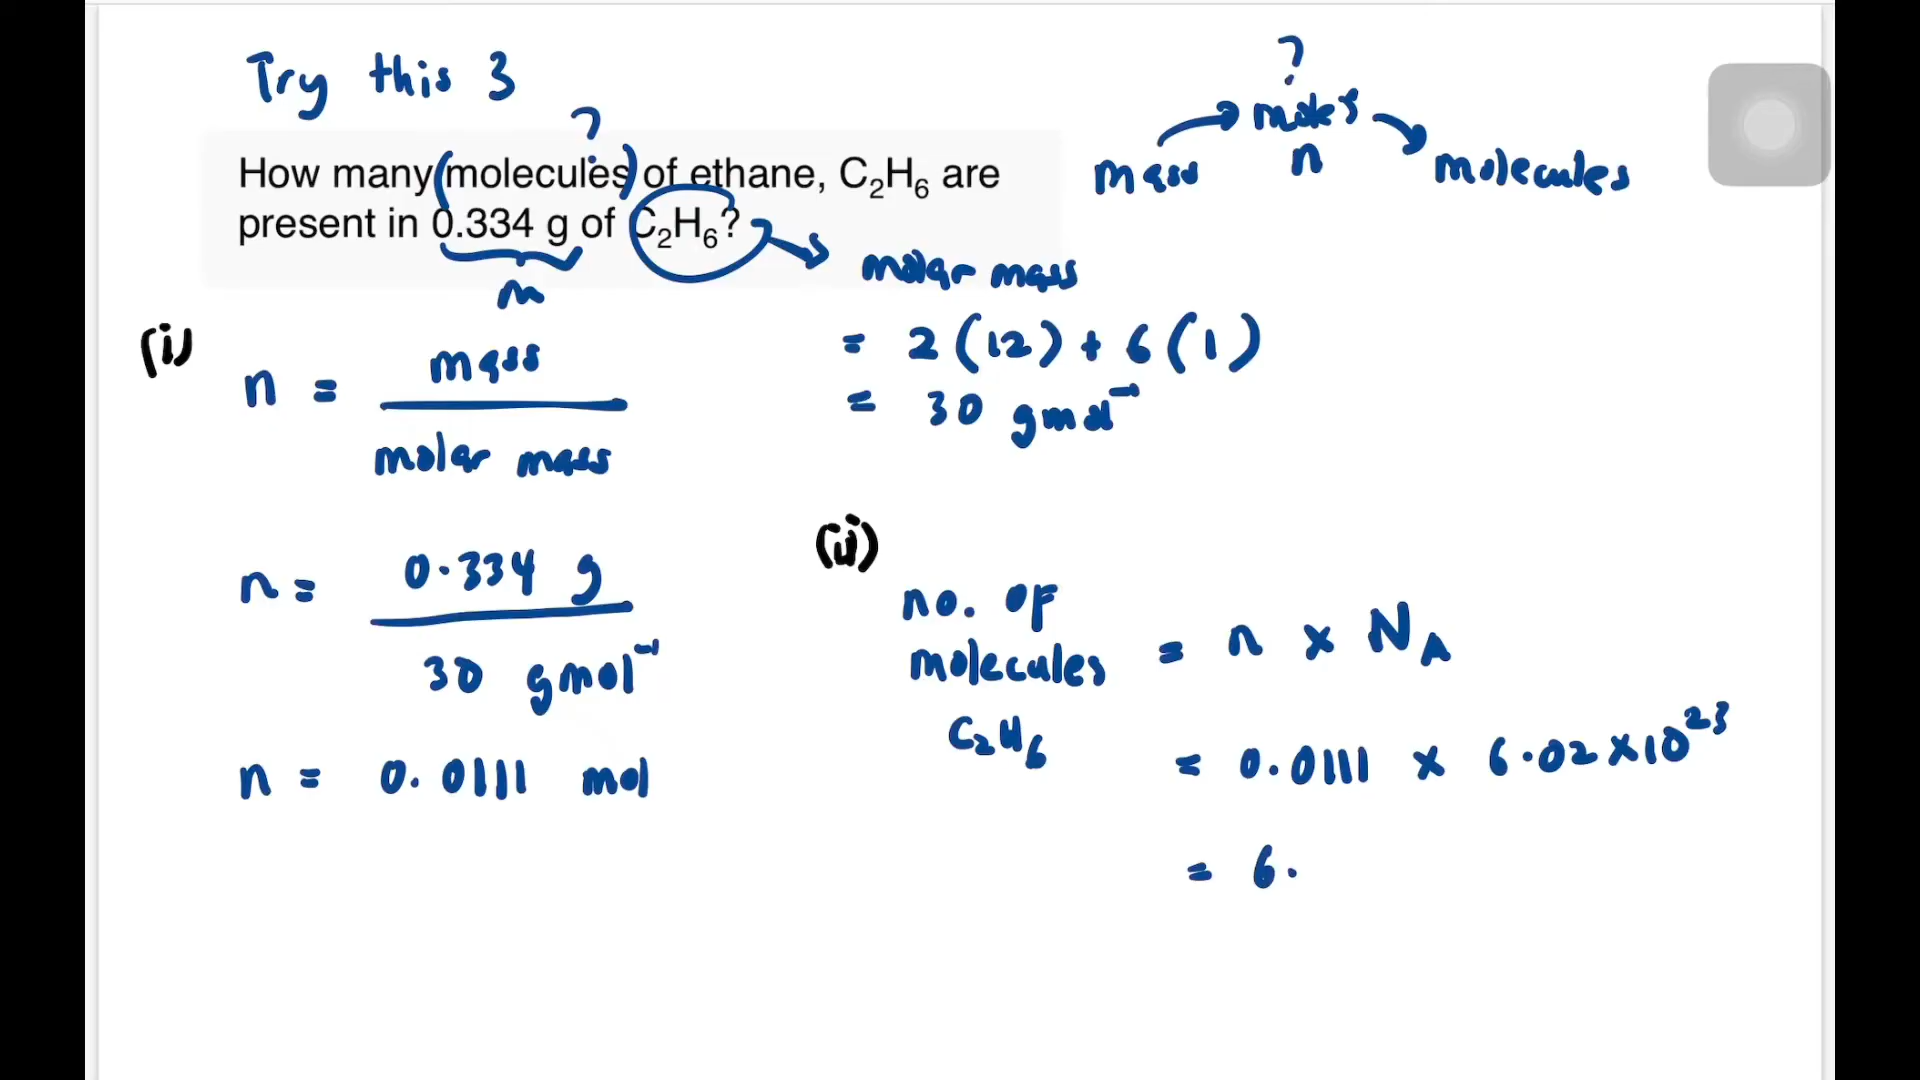 Try this 3
?
How many (molecules) of ethane, C₂H₆ are
present in 0.334 g of C₂H₆?
m
?
mass → moles → molecules
n
molar mass
= 2(12) + 6(1)
= 30 gmol⁻
(i)
n = mass / molar mass
n = 0.334 g / 30 gmol⁻¹
n = 0.0111 mol
(ii)
no. of
molecules = n × N_A
C₂H₆
= 0.0111 × 6.02×10²³
= 6.